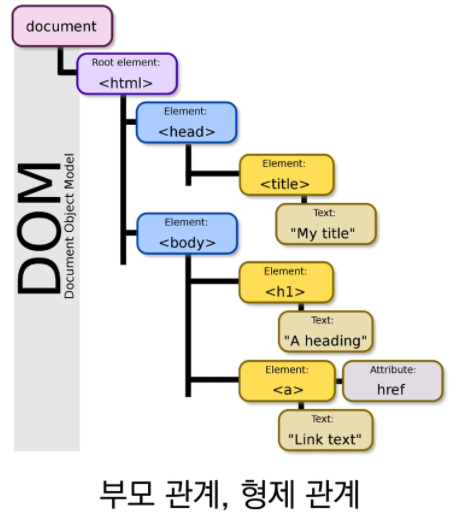 document
Root element:
<html>
Element:
<head>
Element:
<title>
Text:
"My title"
Element:
<body>
Element:
<h1>
Text:
"A heading"
Element:
<a>
Attribute:
href
Text:
"Link text"
DOM
Document Object Model
부모 관계, 형제 관계